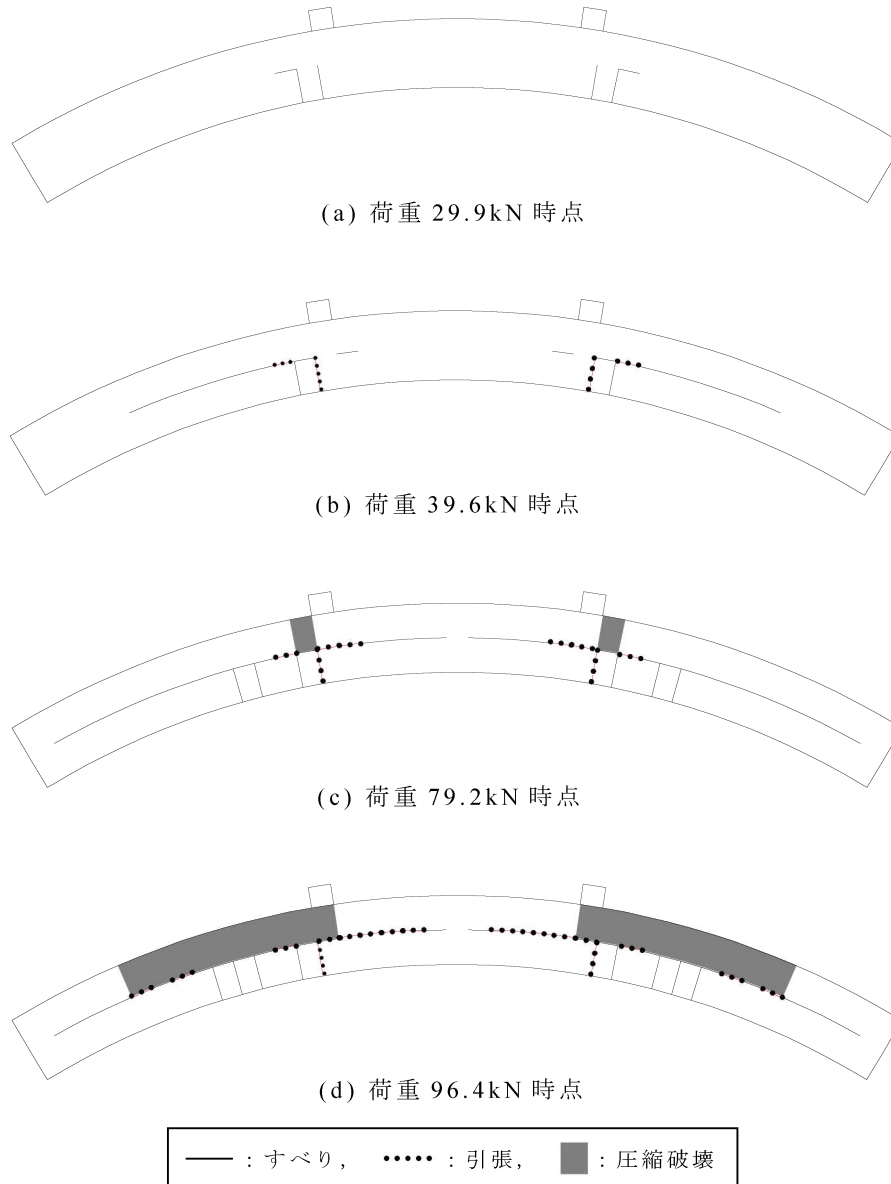 (a) 荷重 29.9kN 時点
(b) 荷重 39.6kN 時点
(c) 荷重 79.2kN 時点
(d) 荷重 96.4kN 時点
：すべり， ：引張， ：圧縮破壊